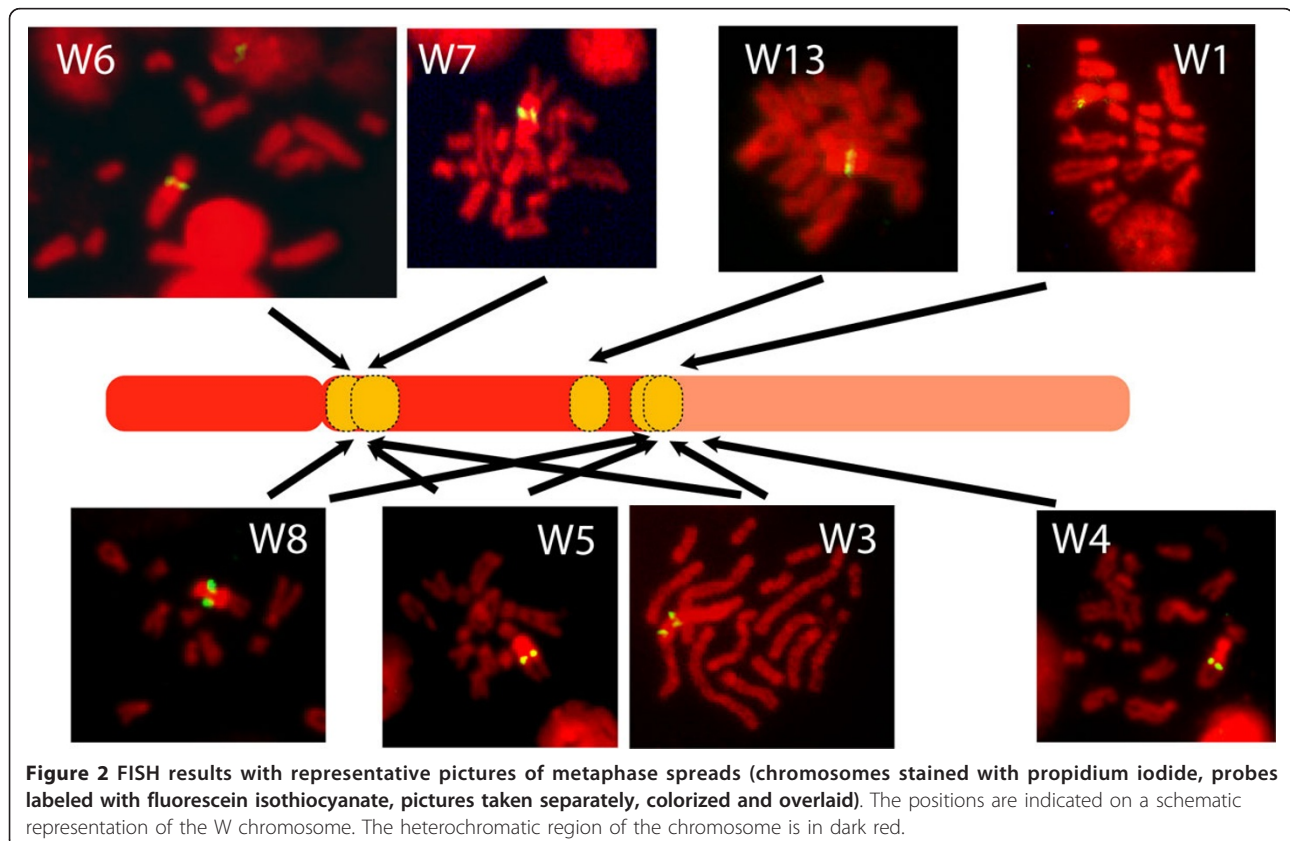 W6
W7
W13
W1
W8
W5
W3
W4
Figure 2 FISH results with representative pictures of metaphase spreads (chromosomes stained with propidium iodide, probes
labeled with fluorescein isothiocyanate, pictures taken separately, colorized and overlaid). The positions are indicated on a schematic
representation of the W chromosome. The heterochromatic region of the chromosome is in dark red.